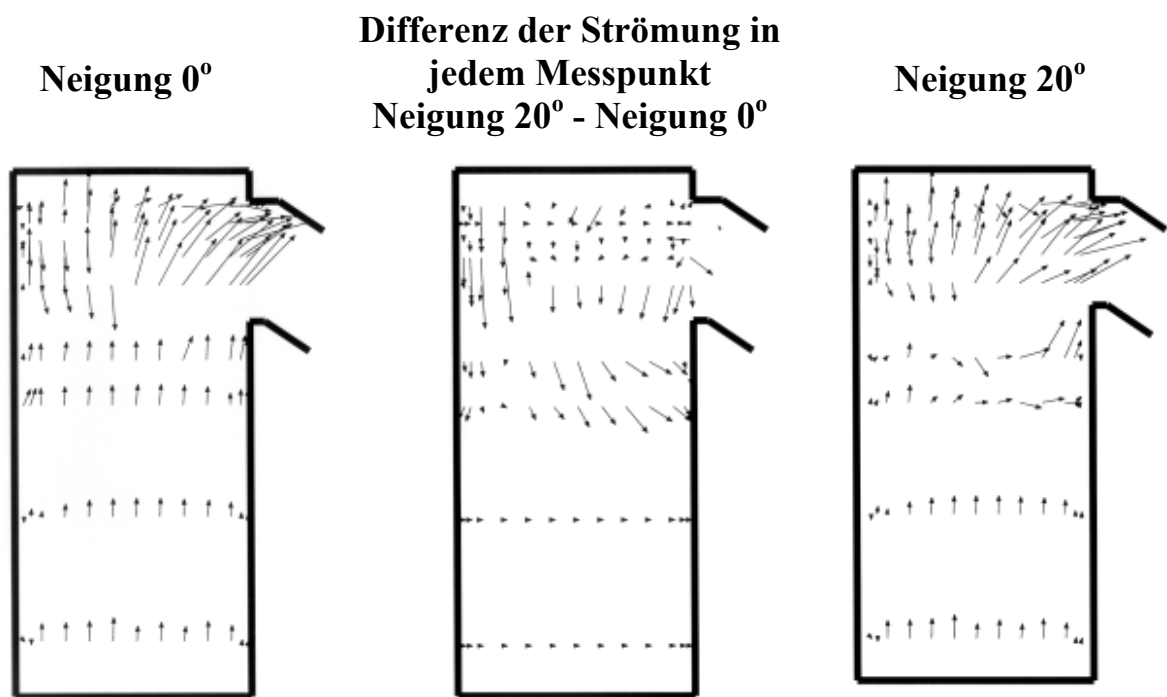 Neigung 0°
Differenz der Strömung in
jedem Messpunkt
Neigung 20° - Neigung 0°
Neigung 20°